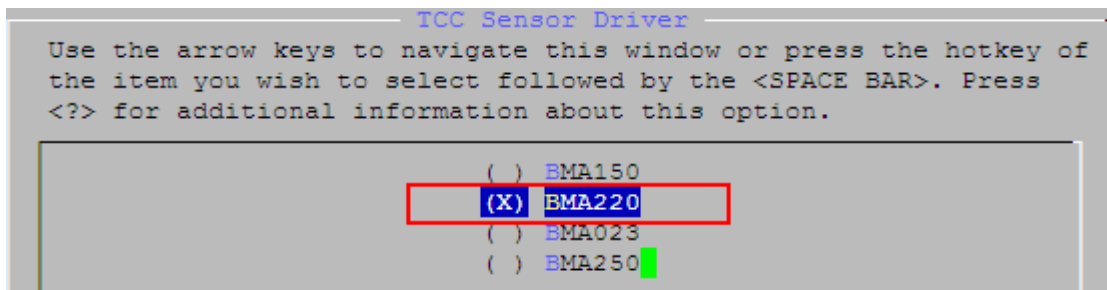 TCC Sensor Driver
Use the arrow keys to navigate this window or press the hotkey of
the item you wish to select followed by the <SPACE BAR>. Press
<?> for additional information about this option.
( ) BMA150
(X) BMA220
( ) BMA023
( ) BMA250